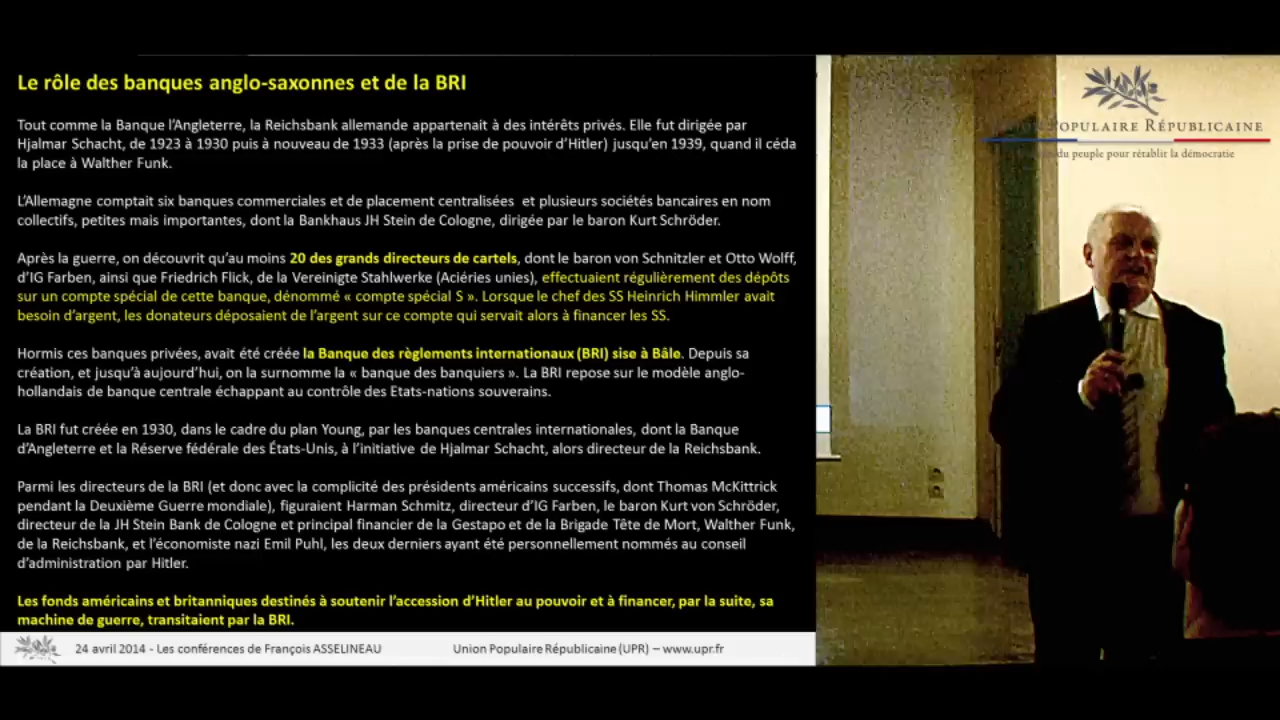 Le rôle des banques anglo-saxonnes et de la BRI
Tout comme la Banque l'Angleterre, la Reichsbank allemande appartenait à des intérêts privés. Elle fut dirigée par
Hjalmar Schacht, de 1923 à 1930 puis à nouveau de 1933 (après la prise de pouvoir d'Hitler) jusqu'en 1939, quand il céda
la place à Walther Funk.
L'Allemagne comptait six banques commerciales et de placement centralisées et plusieurs sociétés bancaires en nom
collectifs, petites mais importantes, dont la Bankhaus JH Stein de Cologne, dirigée par le baron Kurt Schröder.
Après la guerre, on découvrit qu'au moins 20 des grands directeurs de cartels, dont le baron von Schnitzler et Otto Wolff,
d'IG Farben, ainsi que Friedrich Flick, de la Vereinigte Stahlwerke (Aciéries unies), effectuaient régulièrement des dépôts
sur un compte spécial de cette banque, dénommé « compte spécial S ». Lorsque le chef des SS Heinrich Himmler avait
besoin d'argent, les donateurs déposaient de l'argent sur ce compte qui servait alors à financer les SS.
Hormis ces banques privées, avait été créée la Banque des règlements internationaux (BRI) sise à Bâle. Depuis sa
création, et jusqu'à aujourd'hui, on la surnomme la « banque des banquiers ». La BRI repose sur le modèle anglo-
hollandais de banque centrale échappant au contrôle des Etats-nations souverains.
La BRI fut créée en 1930, dans le cadre du plan Young, par les banques centrales internationales, dont la Banque
d'Angleterre et la Réserve fédérale des États-Unis, à l'initiative de Hjalmar Schacht, alors directeur de la Reichsbank.
Parmi les directeurs de la BRI (et donc avec la complicité des présidents américains successifs, dont Thomas McKittrick
pendant la Deuxième Guerre mondiale), figuraient Harman Schmitz, directeur d'IG Farben, le baron Kurt von Schröder,
directeur de la JH Stein Bank de Cologne et principal financier de la Gestapo et de la Brigade Tête de Mort, Walther Funk,
de la Reichsbank, et l'économiste nazi Emil Puhl, les deux derniers ayant été personnellement nommés au conseil
d'administration par Hitler.
Les fonds américains et britanniques destinés à soutenir l'accession d'Hitler au pouvoir et à financer, par la suite, sa
machine de guerre, transitaient par la BRI.
24 avril 2014 - Les conférences de François ASSELINEAU
Union Populaire Républicaine (UPR) – www.upr.fr
Populaire Républicaine
du peuple pour rétablir la démocratie